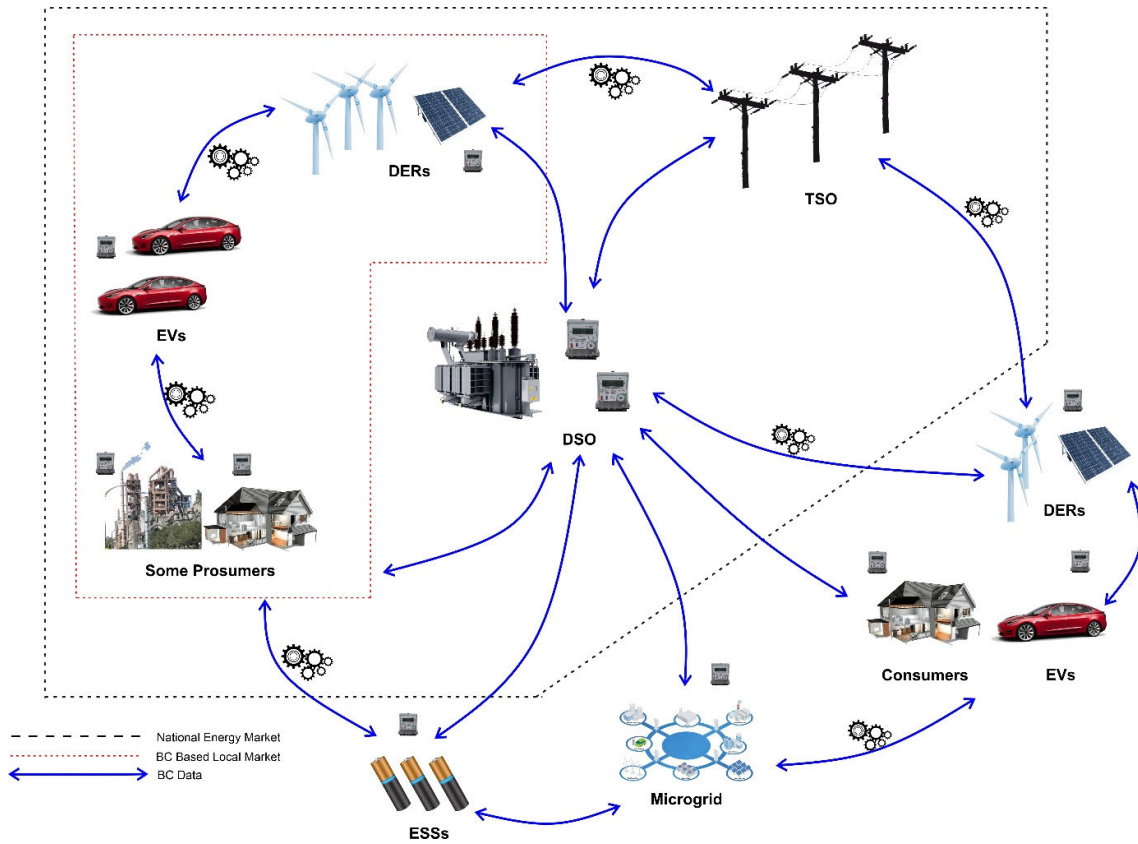 DERs
TSO
EVs
DSO
DERs
Some Prosumers
Consumers
EVs
National Energy Market
BC Based Local Market
BC Data
Microgrid
ESSs